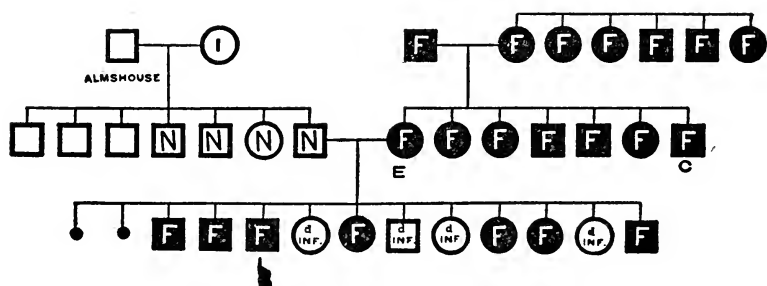 I F F F F F F F
ALMSHOUSE
N N N N F F F F F F F
E C
F F F d INF. F d INF. d INF. F F d INF. F